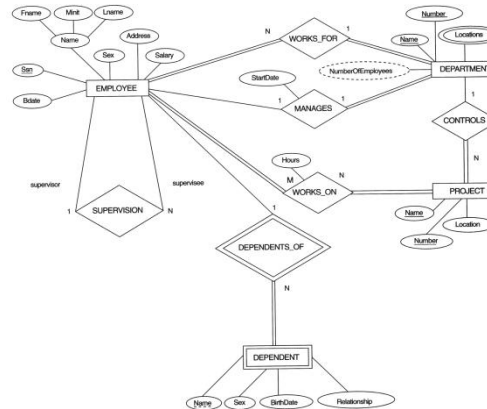 Fname
Minit
Lname
Name
Address
Sex
Salary
Ssn
Bdate
EMPLOYEE
N
WORKS_FOR
1
Number
Name
Locations
NumberOfEmployees
DEPARTMENT
StartDate
1
MANAGES
1
1
CONTROLS
N
Hours
M
WORKS_ON
N
PROJECT
Name
Number
Location
supervisor
supervisee
1
SUPERVISION
N
1
DEPENDENTS_OF
N
DEPENDENT
Name
Sex
BirthDate
Relationship